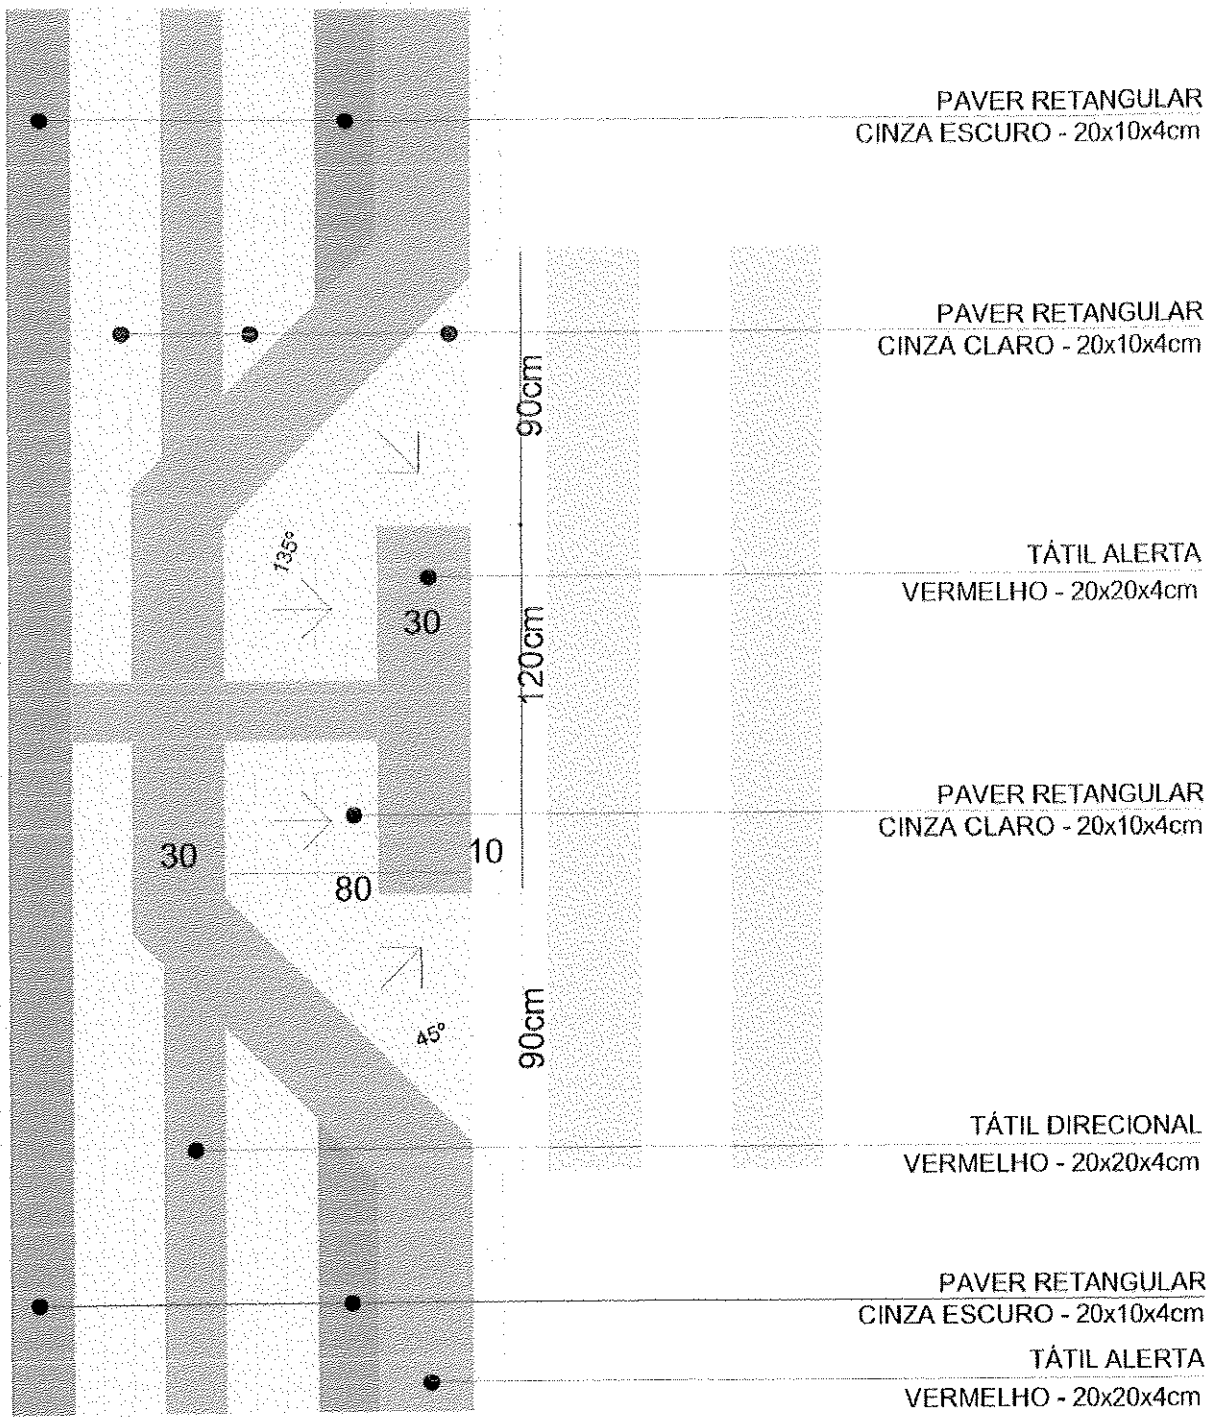 PAVER RETANGULAR
CINZA ESCURO - 20x10x4cm
PAVER RETANGULAR
CINZA CLARO - 20x10x4cm
90cm
135º
TÁTIL ALERTA
VERMELHO - 20x20x4cm
30
120cm
PAVER RETANGULAR
CINZA CLARO - 20x10x4cm
30
10
80
45º
90cm
TÁTIL DIRECIONAL
VERMELHO - 20x20x4cm
PAVER RETANGULAR
CINZA ESCURO - 20x10x4cm
TÁTIL ALERTA
VERMELHO - 20x20x4cm